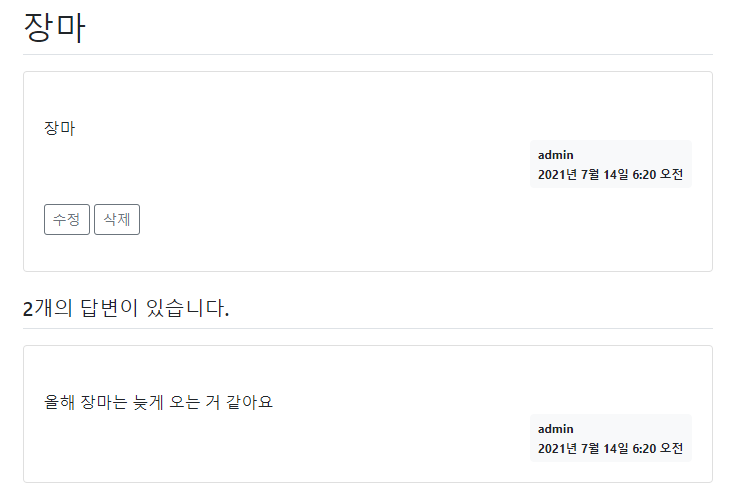 장마
장마
admin
2021년 7월 14일 6:20 오전
수정 삭제
2개의 답변이 있습니다.
올해 장마는 늦게 오는 거 같아요
admin
2021년 7월 14일 6:20 오전